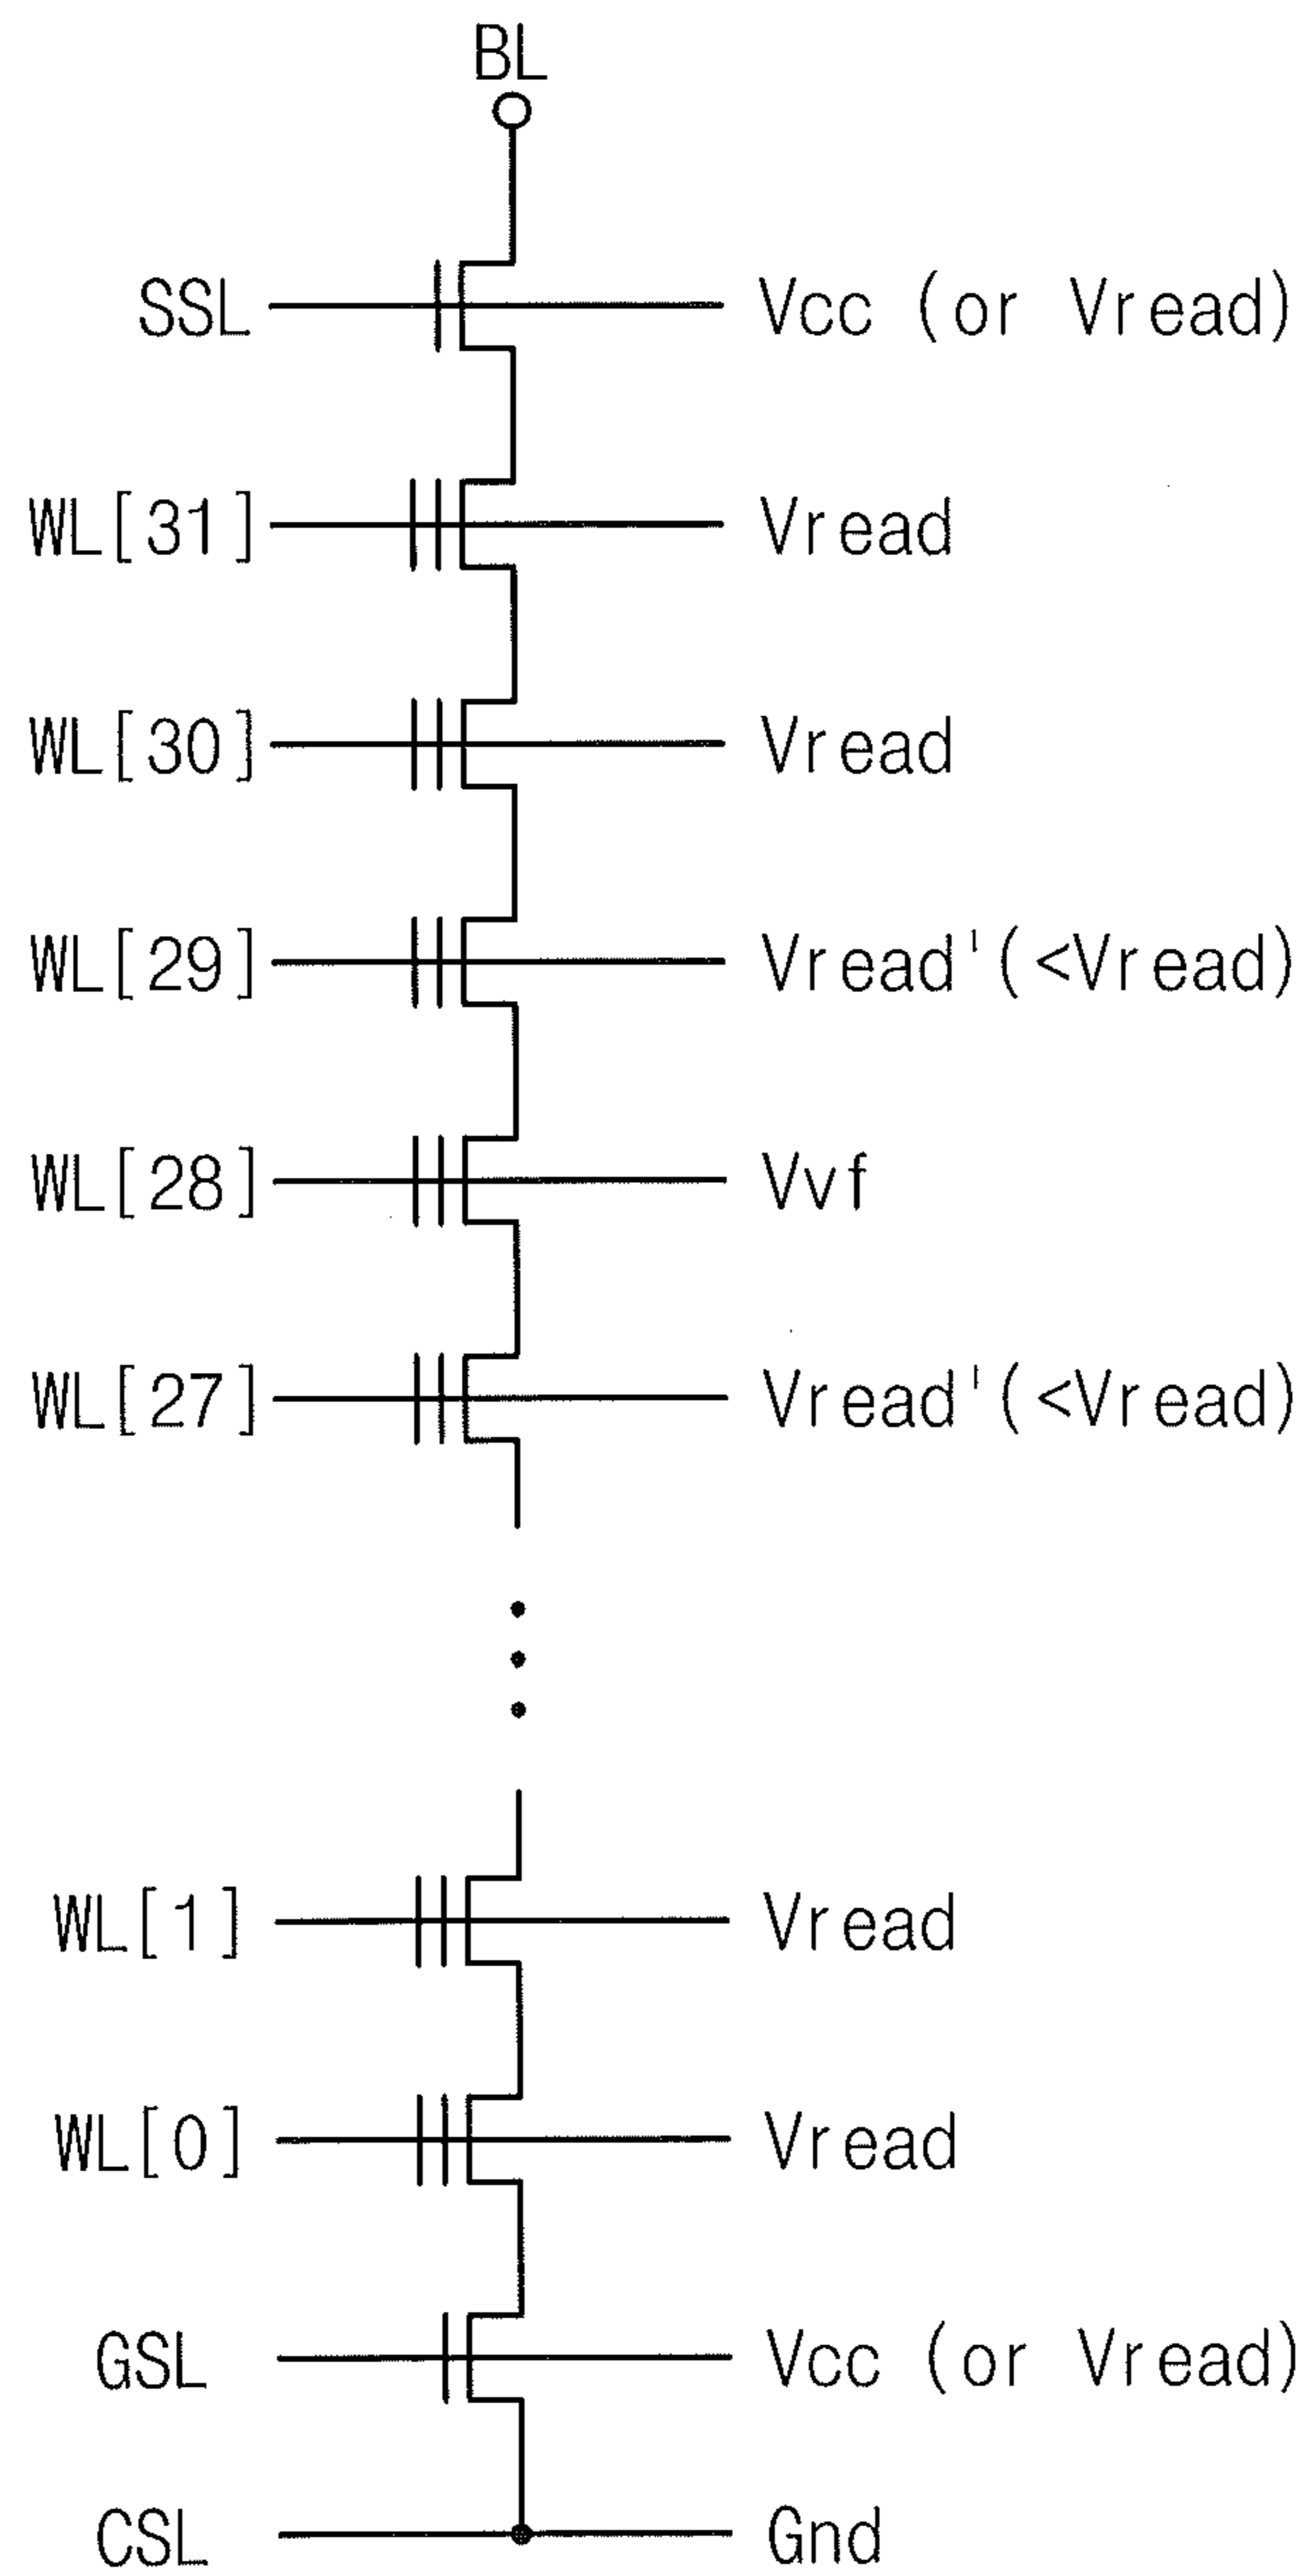 BL
SSL Vcc (or Vread)
WL[31] Vread
WL[30] Vread
WL[29] Vread'(<Vread)
WL[28] Vvf
WL[27] Vread'(<Vread)
WL[1] Vread
WL[0] Vread
GSL Vcc (or Vread)
CSL Gnd